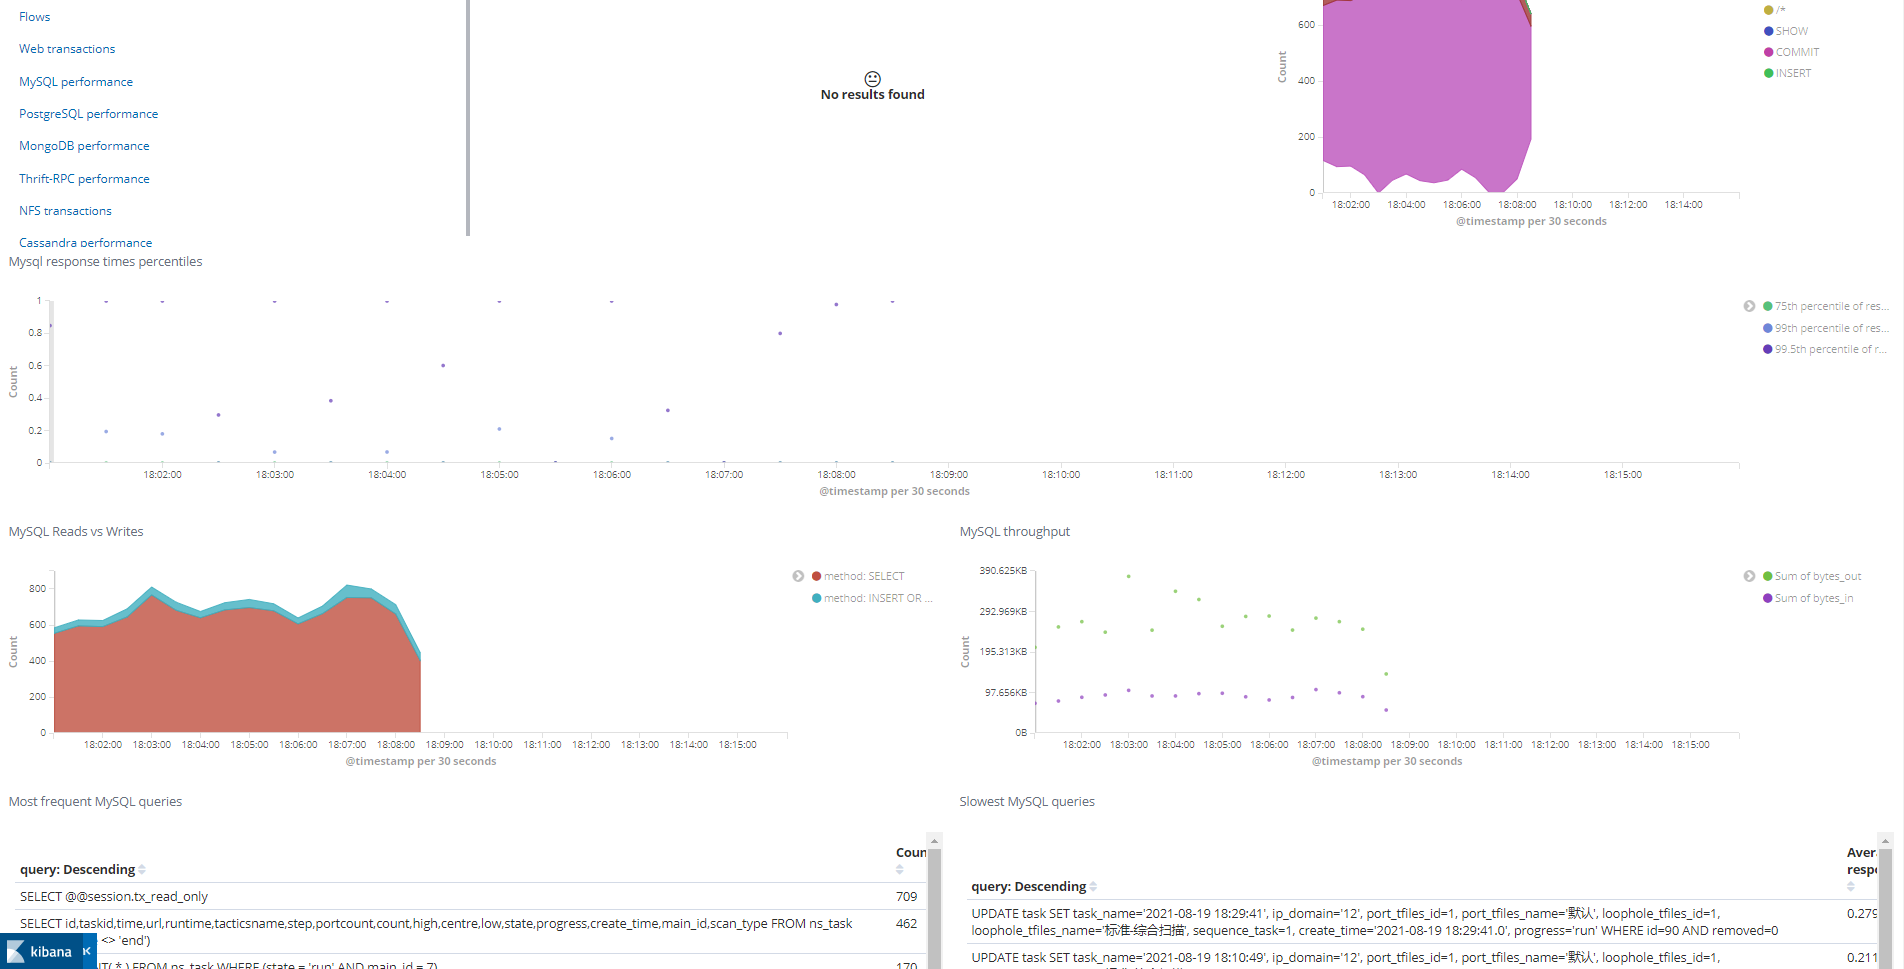 Flows
Web transactions
MySQL performance
PostgreSQL performance
MongoDB performance
Thrift-RPC performance
NFS transactions
Cassandra performance
No results found
Count
600
400
200
0
18:02:00 18:04:00 18:06:00 18:08:00 18:10:00 18:12:00 18:14:00
@timestamp per 30 seconds
/*
SHOW
COMMIT
INSERT
Mysql response times percentiles
Count
1
0.8
0.6
0.4
0.2
0
18:02:00 18:03:00 18:04:00 18:05:00 18:06:00 18:07:00 18:08:00 18:09:00 18:10:00 18:11:00 18:12:00 18:13:00 18:14:00 18:15:00
@timestamp per 30 seconds
75th percentile of res...
99th percentile of res...
99.5th percentile of r...
MySQL Reads vs Writes
Count
800
600
400
200
0
18:02:00 18:03:00 18:04:00 18:05:00 18:06:00 18:07:00 18:08:00 18:09:00 18:10:00 18:11:00 18:12:00 18:13:00 18:14:00 18:15:00
@timestamp per 30 seconds
method: SELECT
method: INSERT OR ...
MySQL throughput
Count
390.625KB
292.969KB
195.313KB
97.656KB
0B
18:02:00 18:03:00 18:04:00 18:05:00 18:06:00 18:07:00 18:08:00 18:09:00 18:10:00 18:11:00 18:12:00 18:13:00 18:14:00 18:15:00
@timestamp per 30 seconds
Sum of bytes_out
Sum of bytes_in
Most frequent MySQL queries
query: Descending Coun
SELECT @@session.tx_read_only 709
SELECT id,taskid,time,url,runtime,tacticsname,step,portcount,count,high,centre,low,state,progress,create_time,main_id,scan_type FROM ns_task 462
<> 'end')
NT( * ) FROM ns_task WHERE (state = 'run' AND main_id = 7) 170
kibana
Slowest MySQL queries
query: Descending
Aver
resp
UPDATE task SET task_name='2021-08-19 18:29:41', ip_domain='12', port_tfiles_id=1, port_tfiles_name='默认', loophole_tfiles_id=1, 0.279
loophole_tfiles_name='标准-综合扫描', sequence_task=1, create_time='2021-08-19 18:29:41.0', progress='run' WHERE id=90 AND removed=0
UPDATE task SET task_name='2021-08-19 18:10:49', ip_domain='12', port_tfiles_id=1, port_tfiles_name='默认', loophole_tfiles_id=1, 0.211